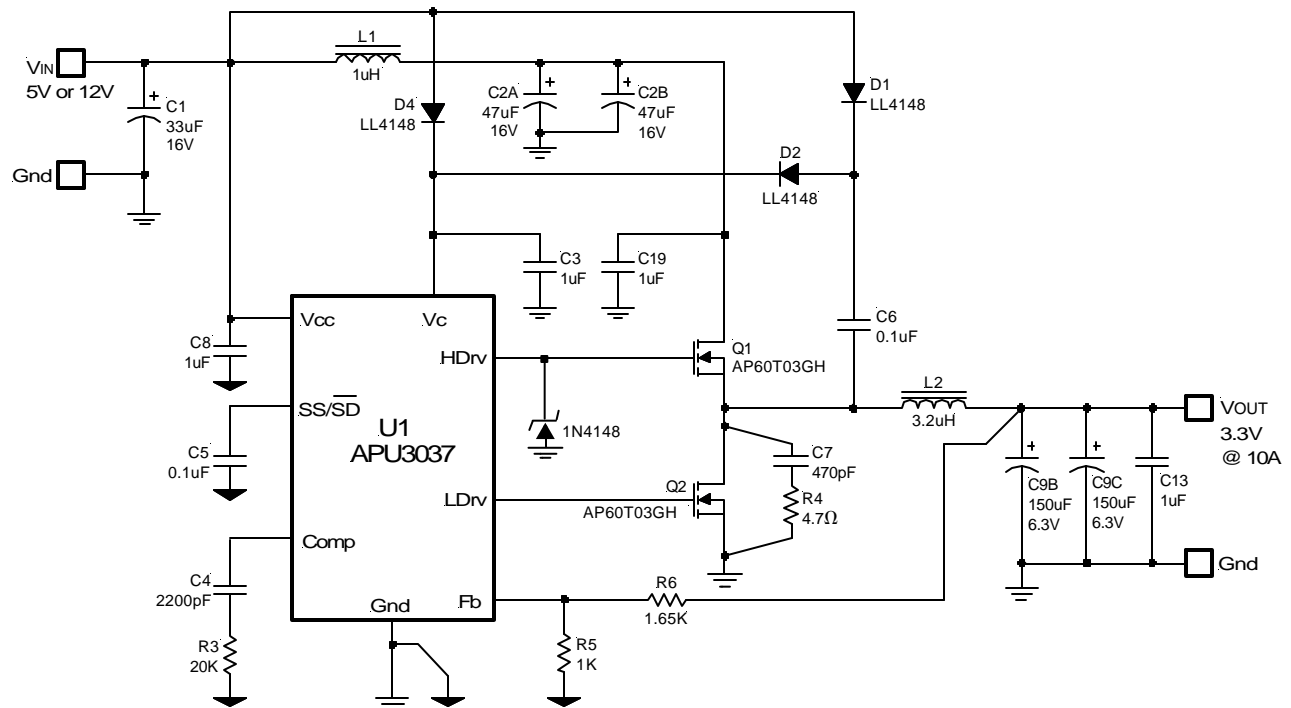 L1
1uH
VIN
5V or 12V
C1
33uF
16V
Gnd
D4
LL4148
C2A
47uF
16V
C2B
47uF
16V
D1
LL4148
D2
LL4148
C3
1uF
C19
1uF
C6
0.1uF
Vcc
Vc
C8
1uF
HDrv
Q1
AP60T03GH
SS/SD
U1
APU3037
1N4148
C5
0.1uF
L2
3.2uH
VOUT
3.3V
@ 10A
C7
470pF
R4
4.7Ω
LDrv
Q2
AP60T03GH
C9B
150uF
6.3V
C9C
150uF
6.3V
C13
1uF
Gnd
Comp
C4
2200pF
R3
20K
Gnd
Fb
R6
1.65K
R5
1K